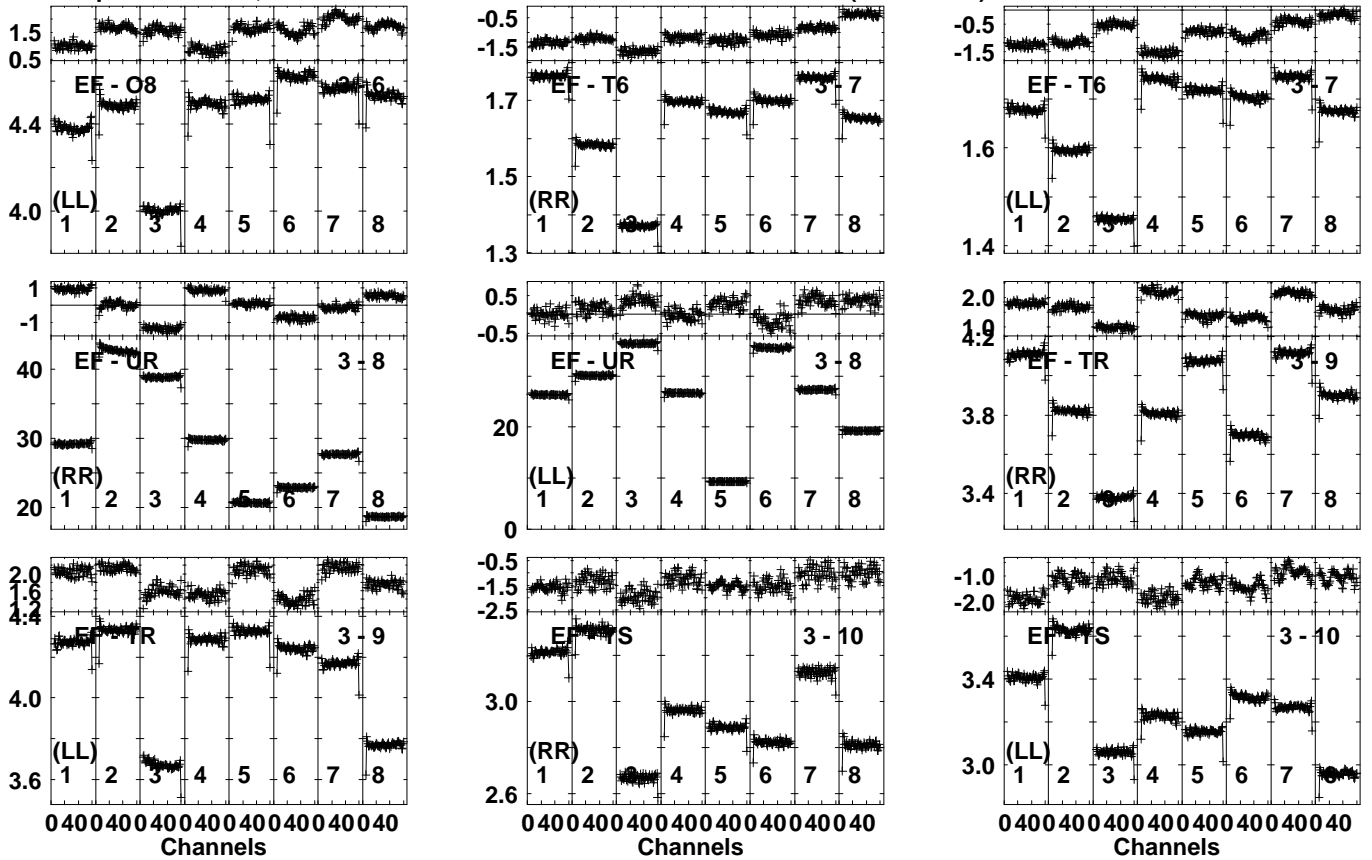 1.5
0.5
EF - O8 3 - 6
4.4
(LL)
4.0
1 2 3 4 5 6 7 8
-0.5
-1.5
EF - T6 3 - 7
1.7
1.5
(RR)
1 2 3 4 5 6 7 8
1.3
-0.5
-1.5
EF - T6 3 - 7
1.6
(LL)
1 2 3 4 5 6 7 8
1.4
1
-1
EF - UR 3 - 8
40
30
(RR)
1 2 3 4 5 6 7 8
20
0.5
-0.5
EF - UR 3 - 8
20
(LL)
1 2 3 4 5 6 7 8
0
2.0
1.0
4.2
EF - TR 3 - 9
3.8
(RR)
3.4
1 2 3 4 5 6 7 8
2.0
1.6
1.2
4.4
EF - TR 3 - 9
4.0
(LL)
3.6
1 2 3 4 5 6 7 8
0 40 0 40 0 40 0 40 0 40 0 40 0 40 0 40
Channels
-0.5
-1.5
-2.5
EF - YS 3 - 10
3.0
(RR)
1 2 3 4 5 6 7 8
2.6
0 40 0 40 0 40 0 40 0 40 0 40 0 40 0 40
Channels
-1.0
-2.0
EF - YS 3 - 10
3.4
(LL)
3.0
1 2 3 4 5 6 7 8
0 40 0 40 0 40 0 40 0 40 0 40 0 40 0 40
Channels